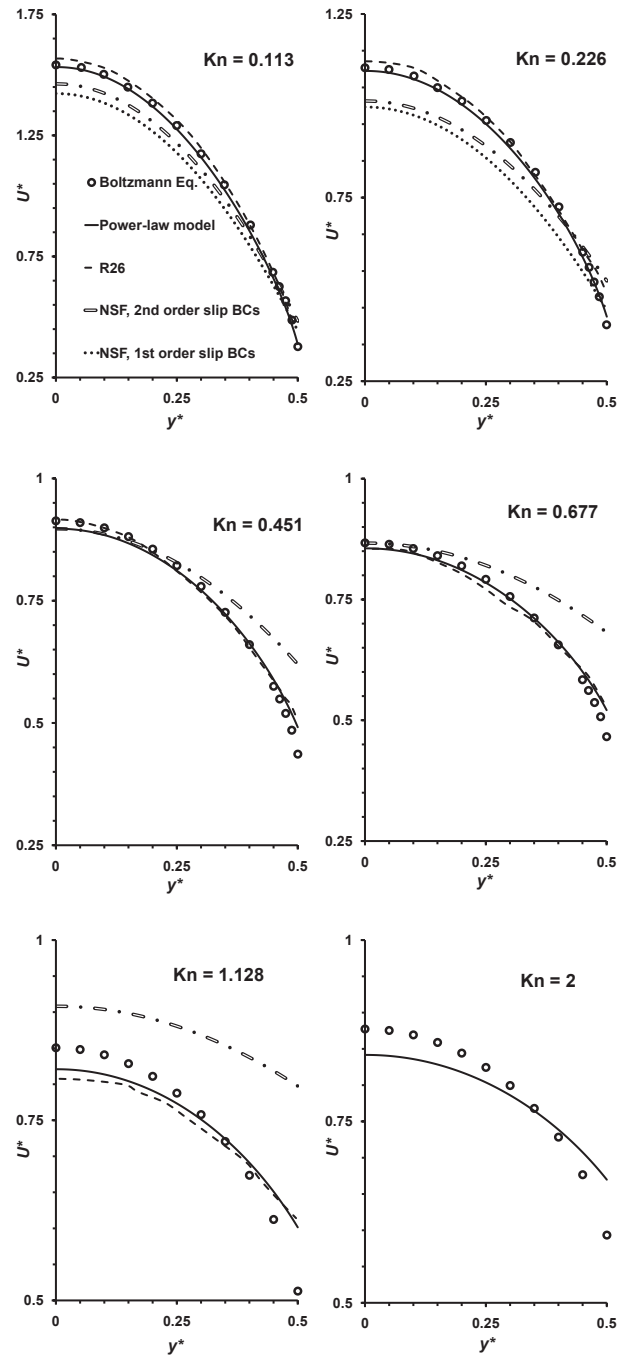 1.75
1.25
0.75
0.25
U*
0 0.25 0.5
y*
Kn = 0.113
Boltzmann Eq.
Power-law model
R26
NSF, 2nd order slip BCs
NSF, 1st order slip BCs
1.25
0.75
0.25
U*
0 0.25 0.5
y*
Kn = 0.226
1
0.75
0.5
0.25
U*
0 0.25 0.5
y*
Kn = 0.451
1
0.75
0.5
0.25
U*
0 0.25 0.5
y*
Kn = 0.677
1
0.75
0.5
U*
0 0.25 0.5
y*
Kn = 1.128
1
0.75
0.5
U*
0 0.25 0.5
y*
Kn = 2